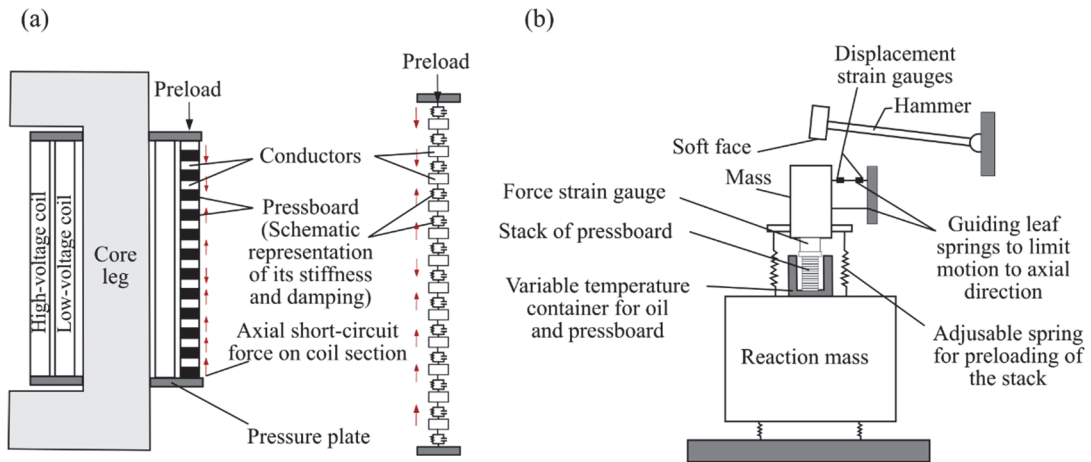 (a)
Preload
High-voltage coil
Low-voltage coil
Core
leg
Conductors
Pressboard
(Schematic
representation
of its stiffness
and damping)
Axial short-circuit
force on coil section
Pressure plate
Preload
(b)
Displacement
strain gauges
Hammer
Soft face
Mass
Force strain gauge
Stack of pressboard
Variable temperature
container for oil
and pressboard
Guiding leaf
springs to limit
motion to axial
direction
Adjusable spring
for preloading of
the stack
Reaction mass